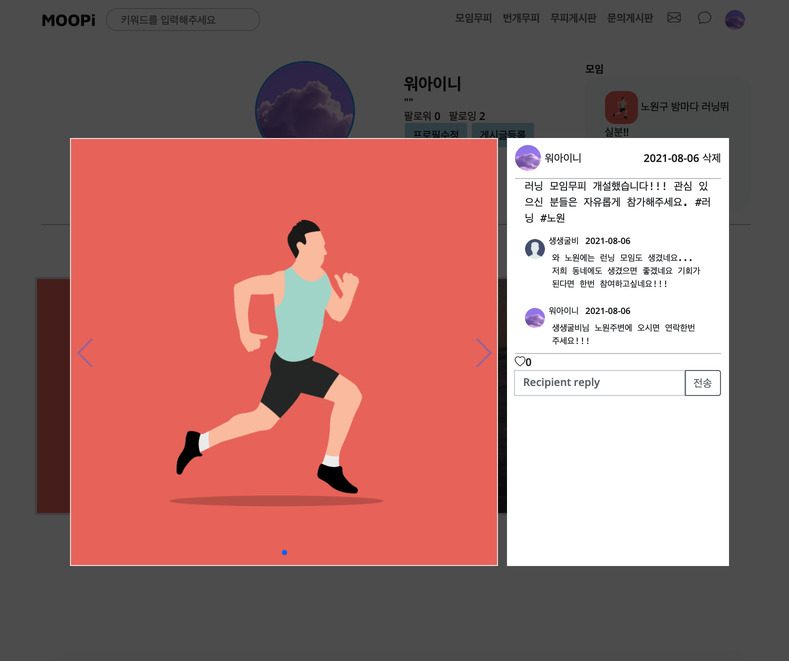 MOOPi
키워드를 입력해주세요
모임무피 번개무피 무피게시판 문의게시판
워아이니
""
팔로워 0 팔로잉 2
프로필수정 게시글등록
모임
노원구 밤마다 러닝뛰
실분!!
워아이니 2021-08-06 삭제
러닝 모임무피 개설했습니다!!! 관심 있
으신 분들은 자유롭게 참가해주세요. #러
닝 #노원
생생굴비 2021-08-06
와 노원에는 런닝 모임도 생겼네요...
저희 동네에도 생겼으면 좋겠네요 기회가
된다면 한번 참여하고싶네요!!!
워아이니 2021-08-06
생생굴비님 노원주변에 오시면 연락한번
주세요!!!
0
Recipient reply
전송